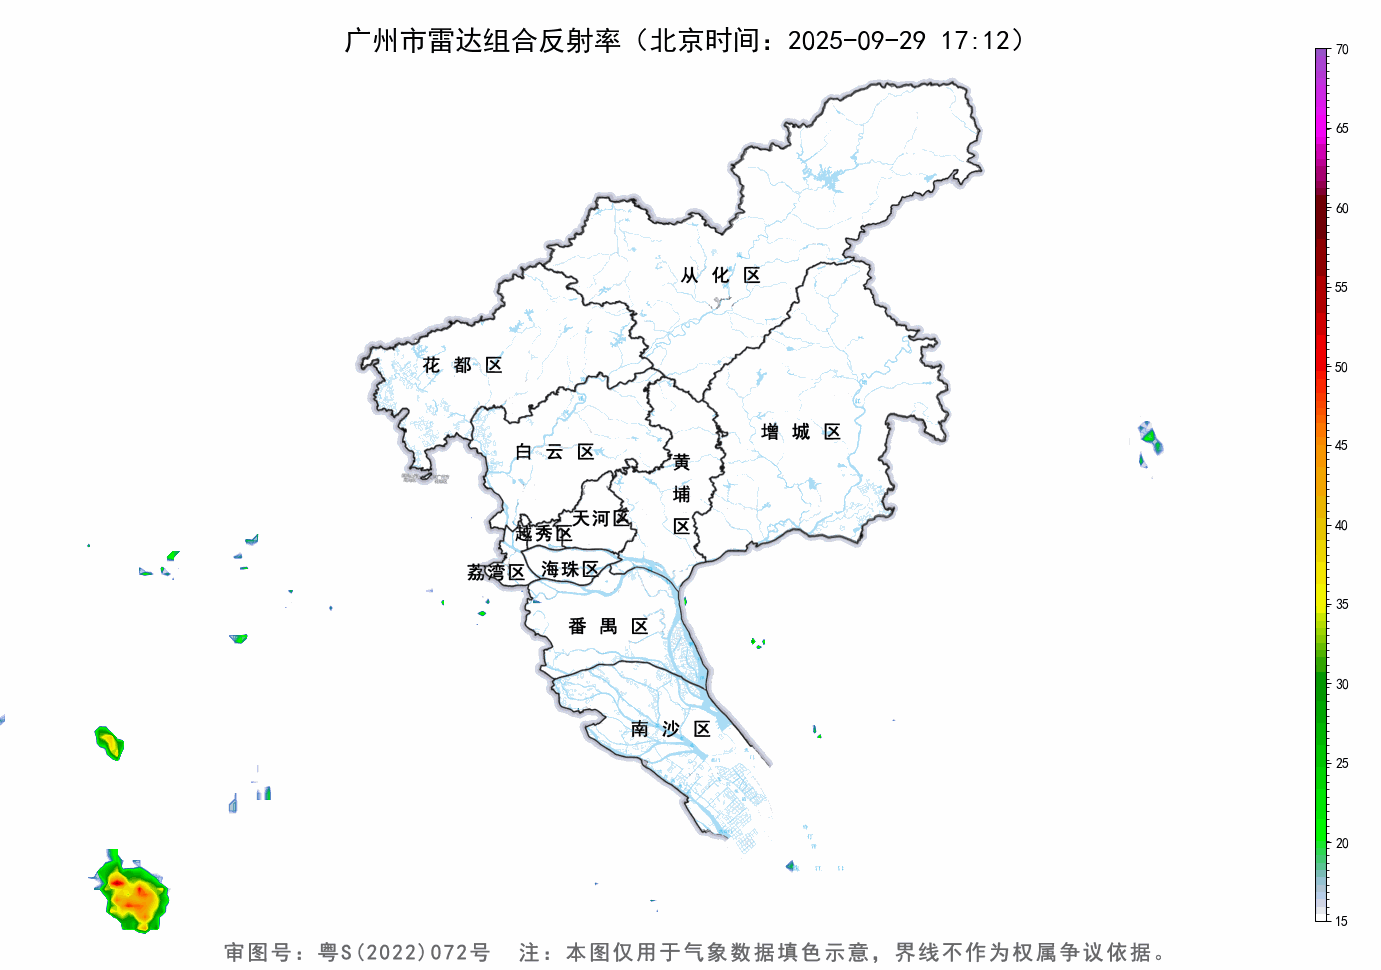 广州市雷达组合反射率（北京时间：2025-09-29 17:12）
70
65
60
55
50
45
40
35
30
25
20
15
从化区
花都区
增城区
白云区
黄埔区
天河区
越秀区
海珠区
荔湾区
番禺区
南沙区
审图号：粤S(2022)072号 注：本图仅用于气象数据填色示意，界线不作为权属争议依据。